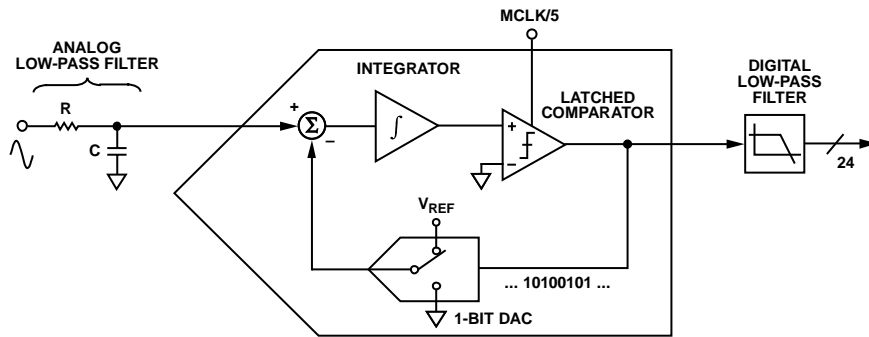 MCLK/5
ANALOG
LOW-PASS FILTER
INTEGRATOR
DIGITAL
LOW-PASS
FILTER
LATCHED
COMPARATOR
R
+
Σ
–
∫
+
–
C
24
VREF
... 10100101 ...
1-BIT DAC